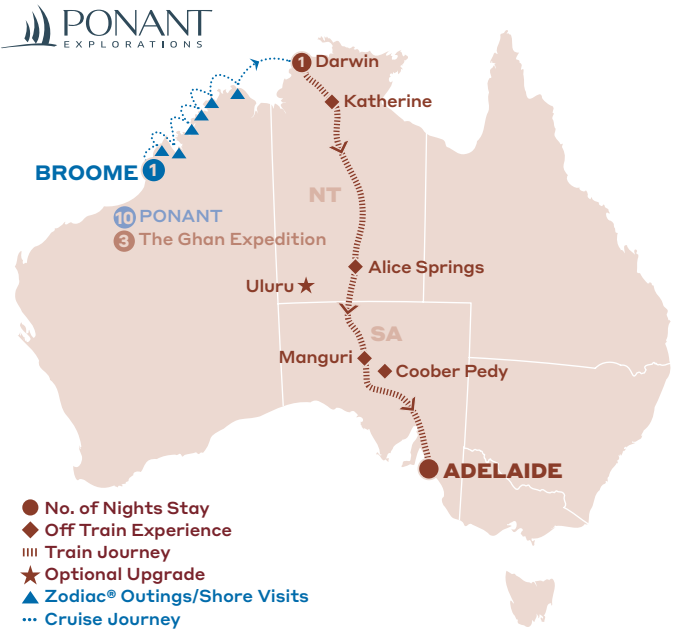 PONANT
EXPLORATIONS
1 Darwin
Katherine
BROOME 1
NT
10 PONANT
3 The Ghan Expedition
Alice Springs
Uluru
SA
Manguri
Coober Pedy
ADELAIDE
No. of Nights Stay
Off Train Experience
Train Journey
Optional Upgrade
Zodiac® Outings/Shore Visits
Cruise Journey